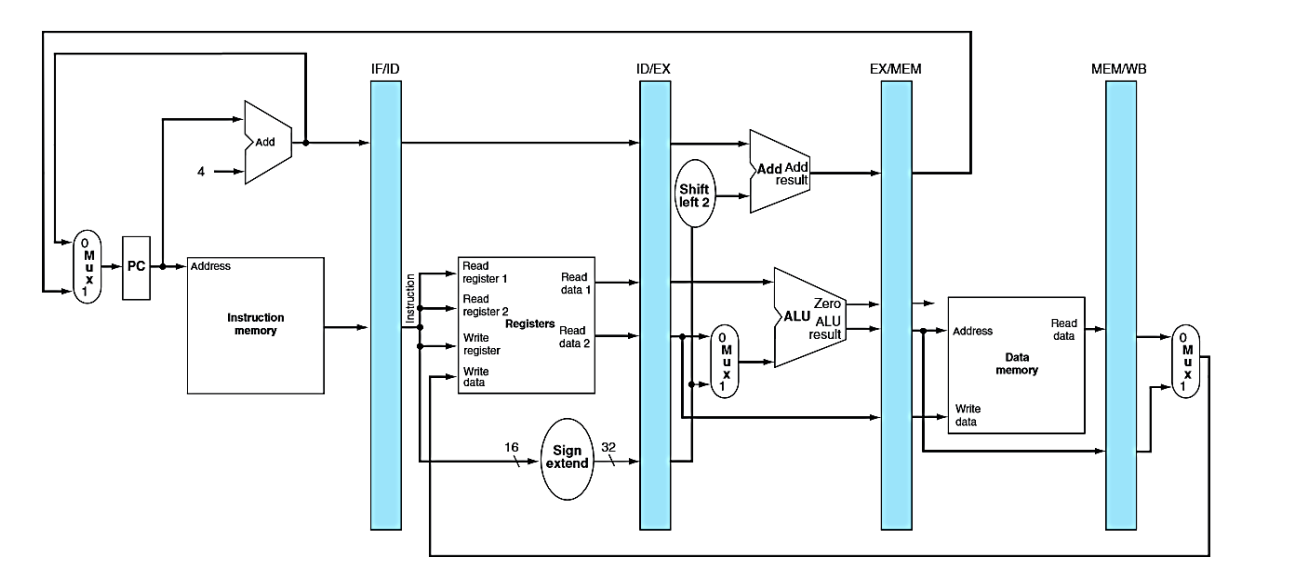 IF/ID
ID/EX
EX/MEM
MEM/WB
Add
4
Add Add
result
Shift
left 2
0
M
u
x
1
PC
Address
Instruction
memory
Instruction
Read
register 1
Read
register 2
Write
register
Write
data
Registers
Read
data 1
Read
data 2
0
M
u
x
1
Zero
ALU
ALU
result
Address
Read
data
Data
memory
Write
data
0
M
u
x
1
16
Sign
extend
32